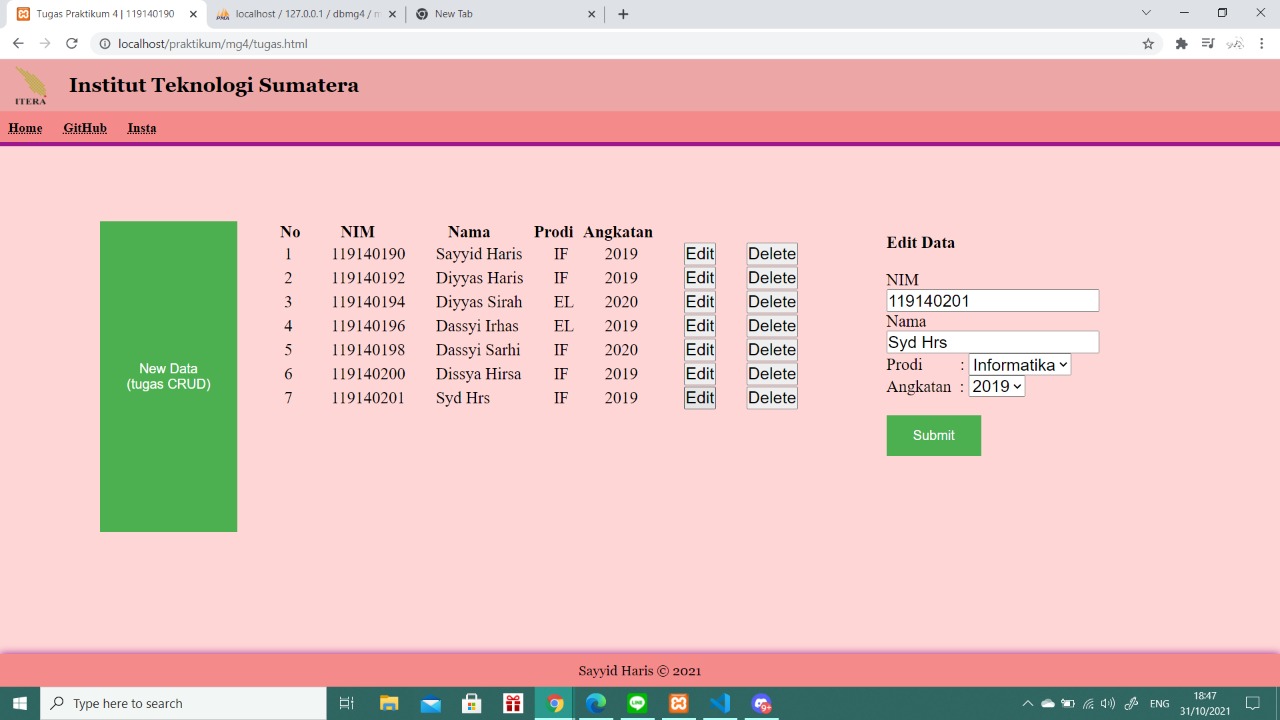 Tugas Praktikum 4 | 119140190
localhost / 127.0.0.1 / dbmg4 / m
New Tab
localhost/praktikum/mg4/tugas.html
ITERA
Institut Teknologi Sumatera
Home GitHub Insta
New Data
(tugas CRUD)
No NIM Nama Prodi Angkatan
1 119140190 Sayyid Haris IF 2019 Edit Delete
2 119140192 Diyyas Haris IF 2019 Edit Delete
3 119140194 Diyyas Sirah EL 2020 Edit Delete
4 119140196 Dassyi Irhas EL 2019 Edit Delete
5 119140198 Dassyi Sarhi IF 2020 Edit Delete
6 119140200 Dissya Hirsa IF 2019 Edit Delete
7 119140201 Syd Hrs IF 2019 Edit Delete
Edit Data
NIM
119140201
Nama
Syd Hrs
Prodi : Informatika
Angkatan : 2019
Submit
Sayyid Haris © 2021
Type here to search
ENG
18:47
31/10/2021